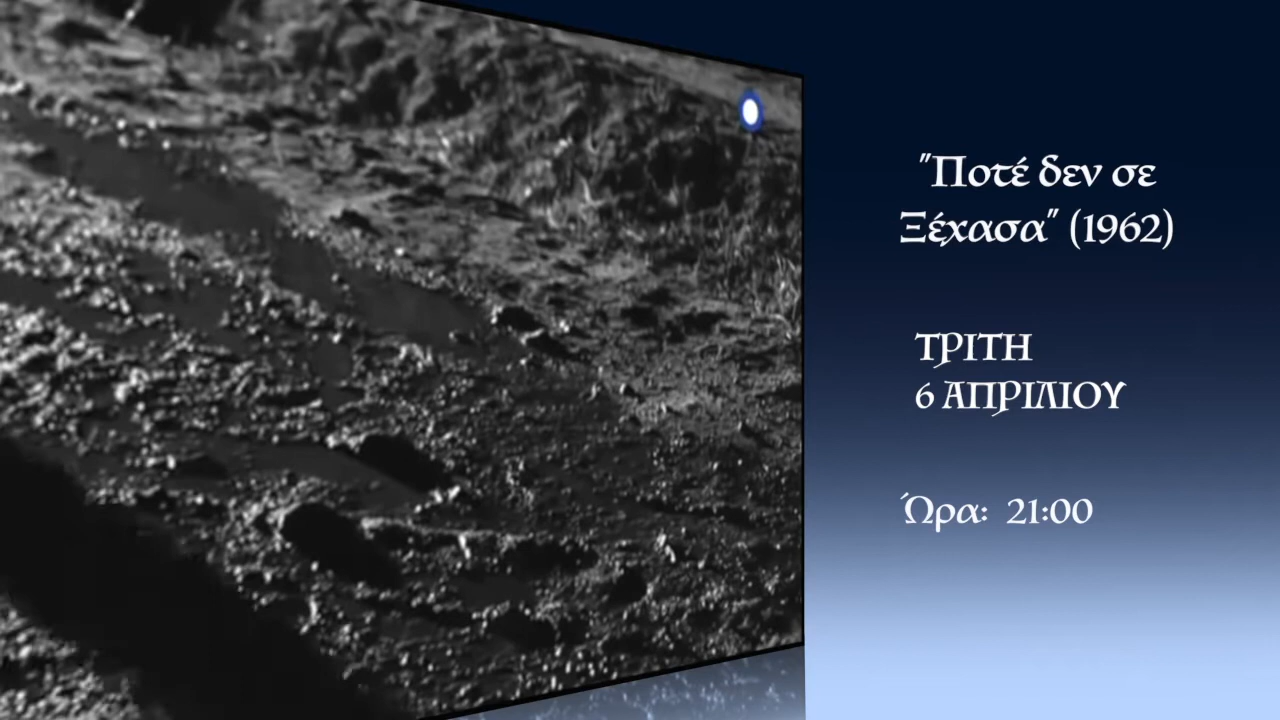 "Ποτέ δεν σε
Ξέχασα" (1962)
ΤΡΙΤΗ
6 ΑΠΡΙΛΙΟΥ
Ώρα: 21:00